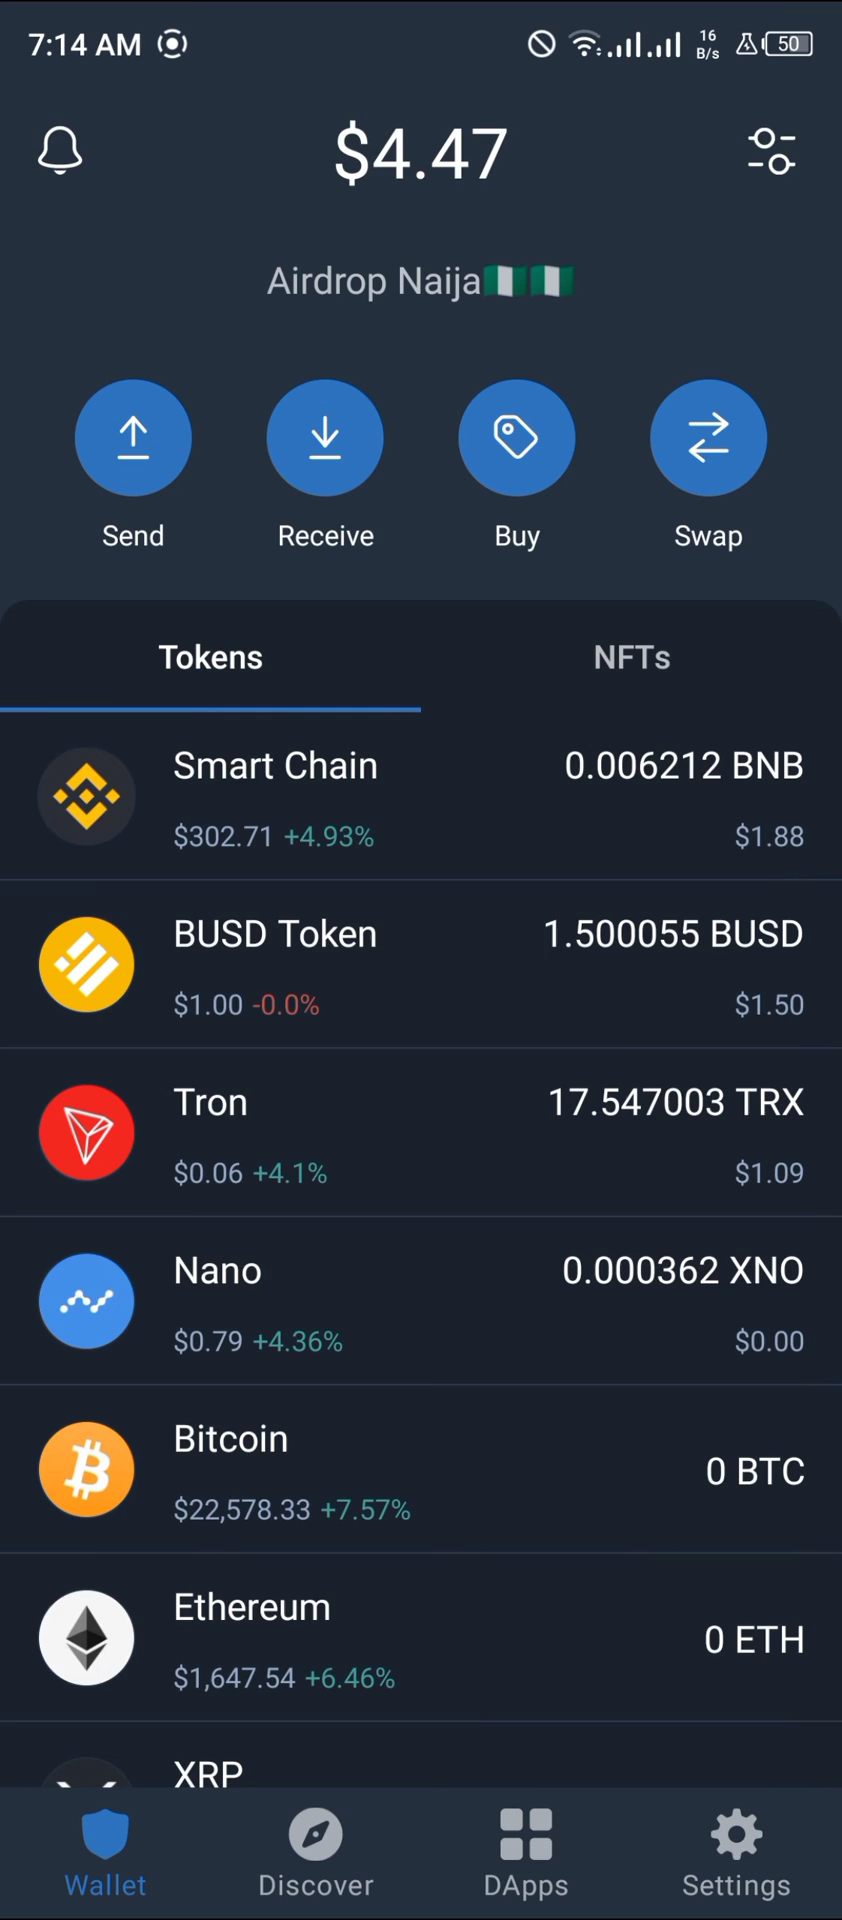 7:14 AM
16
B/s
50
$4.47
Airdrop Naija🇳🇬🇳🇬
Send
Receive
Buy
Swap
Tokens
NFTs
Smart Chain
0.006212 BNB
$302.71 +4.93%
$1.88
BUSD Token
1.500055 BUSD
$1.00 -0.0%
$1.50
Tron
17.547003 TRX
$0.06 +4.1%
$1.09
Nano
0.000362 XNO
$0.79 +4.36%
$0.00
Bitcoin
0 BTC
$22,578.33 +7.57%
Ethereum
0 ETH
$1,647.54 +6.46%
XRP
Wallet
Discover
DApps
Settings